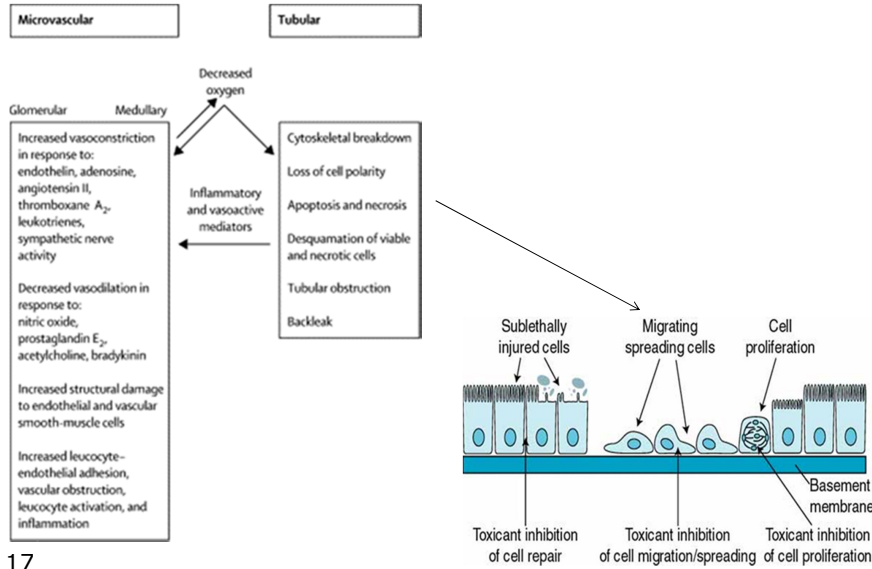 Microvascular
Tubular
Decreased
oxygen
Glomerular
Medullary
Increased vasoconstriction
in response to:
endothelin, adenosine,
angiotensin II,
thromboxane A₂,
leukotrienes,
sympathetic nerve
activity
Decreased vasodilation in
response to:
nitric oxide,
prostaglandin E₂,
acetylcholine, bradykinin
Increased structural damage
to endothelial and vascular
smooth-muscle cells
Increased leucocyte–
endothelial adhesion,
vascular obstruction,
leucocyte activation, and
inflammation
Inflammatory
and vasoactive
mediators
Cytoskeletal breakdown
Loss of cell polarity
Apoptosis and necrosis
Desquamation of viable
and necrotic cells
Tubular obstruction
Backleak
Sublethally
injured cells
Migrating
spreading cells
Cell
proliferation
Basement
membrane
Toxicant inhibition
of cell repair
Toxicant inhibition
of cell migration/spreading
Toxicant inhibition
of cell proliferation
17